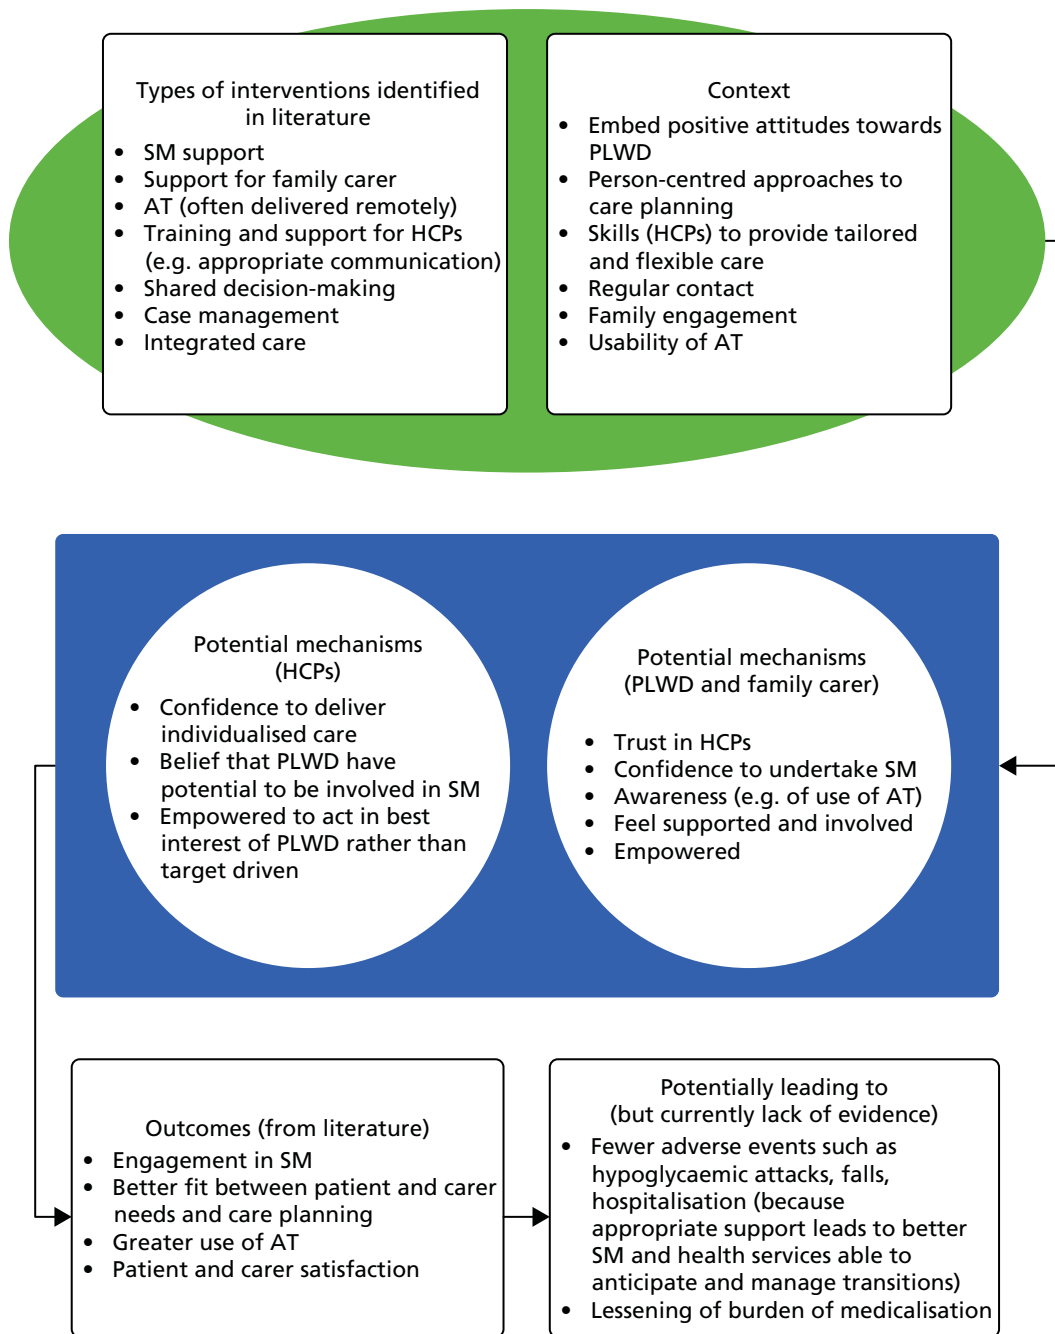 Types of interventions identified
in literature
• SM support
• Support for family carer
• AT (often delivered remotely)
• Training and support for HCPs
(e.g. appropriate communication)
• Shared decision-making
• Case management
• Integrated care
Context
• Embed positive attitudes towards
PLWD
• Person-centred approaches to
care planning
• Skills (HCPs) to provide tailored
and flexible care
• Regular contact
• Family engagement
• Usability of AT
Potential mechanisms
(HCPs)
• Confidence to deliver
individualised care
• Belief that PLWD have
potential to be involved in SM
• Empowered to act in best
interest of PLWD rather than
target driven
Potential mechanisms
(PLWD and family carer)
• Trust in HCPs
• Confidence to undertake SM
• Awareness (e.g. of use of AT)
• Feel supported and involved
• Empowered
Outcomes (from literature)
• Engagement in SM
• Better fit between patient and carer
needs and care planning
• Greater use of AT
• Patient and carer satisfaction
Potentially leading to
(but currently lack of evidence)
• Fewer adverse events such as
hypoglycaemic attacks, falls,
hospitalisation (because
appropriate support leads to better
SM and health services able to
anticipate and manage transitions)
• Lessening of burden of medicalisation